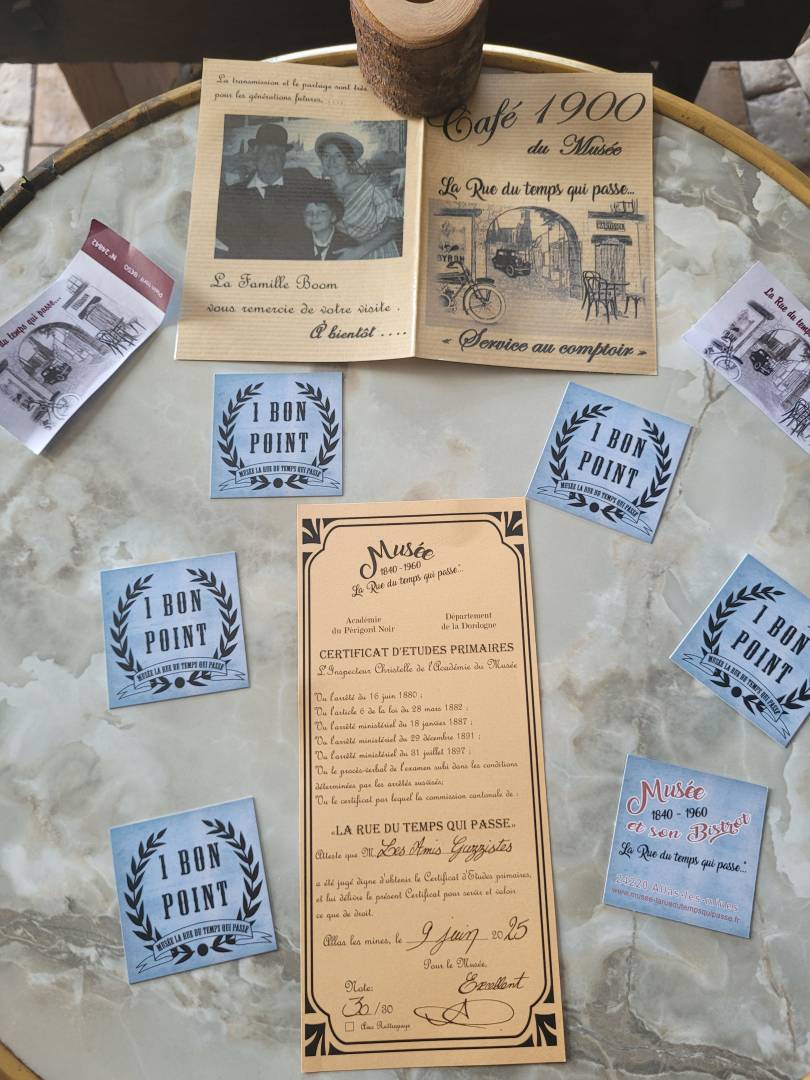 La transmission et le partage sont très
pour les générations futures, ....
La Famille Boom
vous remercie de votre visite .
À bientôt ....
Café 1900
du Musée
La Rue du temps qui passe...
BYRRH
« Service au comptoir »
Plein tarif 9€50 N° 24842
du temps qui passe...
La Rue du temps
1 BON
POINT
MUSÉE LA RUE DU TEMPS QUI PASSE
1 BON
POINT
MUSÉE LA RUE DU TEMPS QUI PASSE
1 BON
POINT
MUSÉE LA RUE DU TEMPS QUI PASSE
1 BON
POINT
MUSÉE LA RUE DU TEMPS QUI PASSE
1 BON
POINT
MUSÉE LA RUE DU TEMPS QUI PASSE
Musée
1840 - 1960
et son Bistrot
"La Rue du temps qui passe..."
24220 Allas-les-mines
www.musee-laruedutempsquipasse.fr
Musée
1840 - 1960
"La Rue du temps qui passe..."
Académie
du Périgord Noir
Département
de la Dordogne
CERTIFICAT D'ETUDES PRIMAIRES
L'Inspecteur Christelle de l'Académie du Musée
Vu l'arrêté du 16 juin 1880 ;
Vu l'article 6 de la loi du 28 mars 1882 ;
Vu l'arrêté ministériel du 18 janvier 1887 ;
Vu l'arrêté ministériel du 29 décembre 1891 ;
Vu l'arrêté ministériel du 31 juillet 1897 ;
Vu le procès-verbal de l'examen subi dans les conditions
déterminées par les arrêtés susvisés;
Vu le certificat par lequel la commission cantonale de :
«LA RUE DU TEMPS QUI PASSE»
Atteste que M. Les Amis Guzzistes
a été jugé digne d'obtenir le Certificat d'Etudes primaires,
et lui délivre le présent Certificat pour servir et valoir
ce que de droit.
Allas les mines, le 9 juin 2025
Pour le Musée,
Note: Excellent
30 /30
Aux Rattrapage